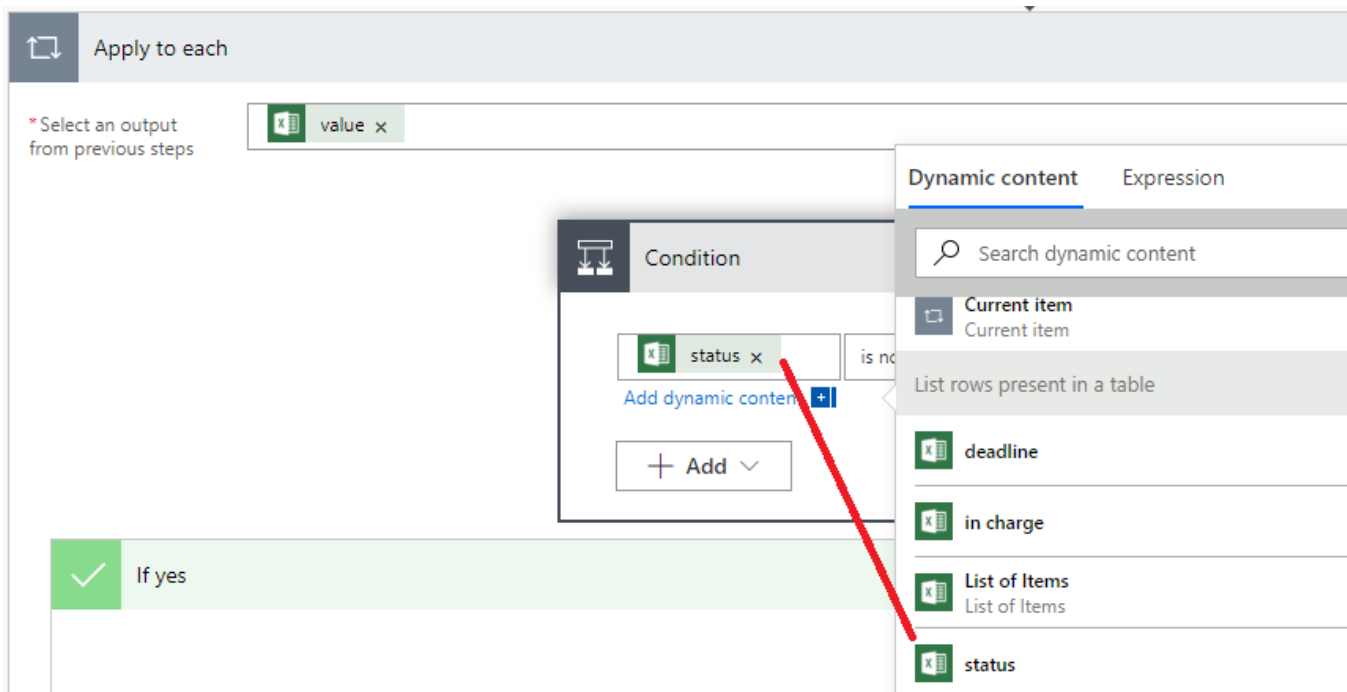 Apply to each
*Select an output
from previous steps
value ×
Dynamic content Expression
Search dynamic content
Condition
Current item
Current item
status ×
is
List rows present in a table
Add dynamic conten
+ Add
deadline
in charge
If yes
List of Items
List of Items
status